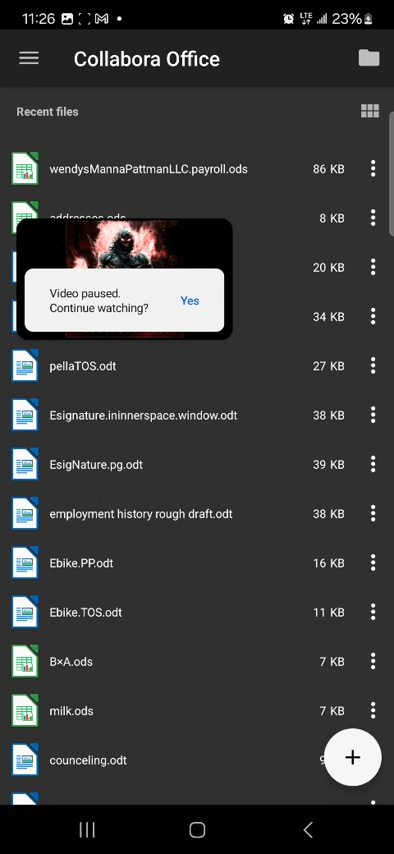 11:26
LTE
23%
Collabora Office
Recent files
wendysMannaPattmanLLC.payroll.ods 86 KB
addresses.ods 8 KB
20 KB
Video paused.
Continue watching?
Yes
34 KB
pellaTOS.odt 27 KB
Esignature.ininnerspace.window.odt 38 KB
EsigNature.pg.odt 39 KB
employment history rough draft.odt 38 KB
Ebike.PP.odt 16 KB
Ebike.TOS.odt 11 KB
B×A.ods 7 KB
milk.ods 7 KB
counceling.odt